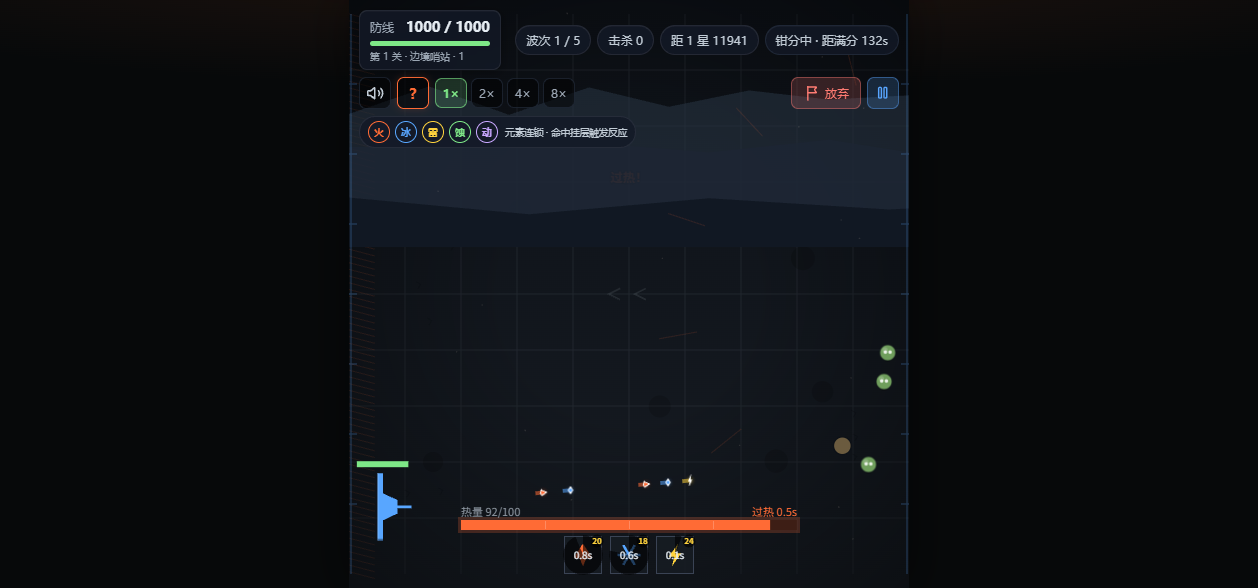 防线 1000 / 1000
第 1 关 · 边境哨站 · 1
波次 1 / 5
击杀 0
距 1 星 11941
钳分中 · 距满分 132s
?
1×
2×
4×
8×
放弃
火 冰 雷 蚀 动 元素连锁 · 命中挂层触发反应
过热!
热量 92/100
过热 0.5s
20 18 24
0.8s 0.6s